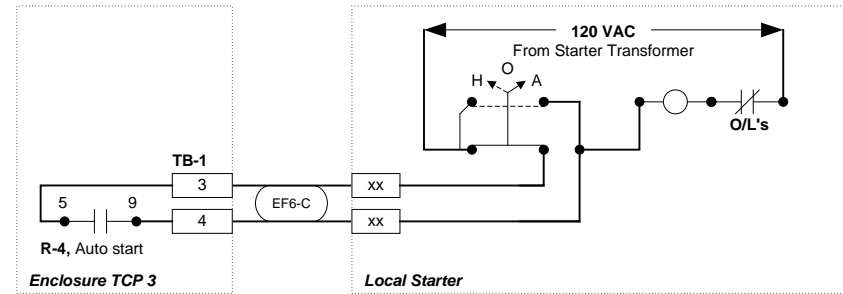 120 VAC
From Starter Transformer
O
H A
O/L's
TB-1
3 xx
5 9 EF6-C
4 xx
R-4, Auto start
Enclosure TCP 3 Local Starter